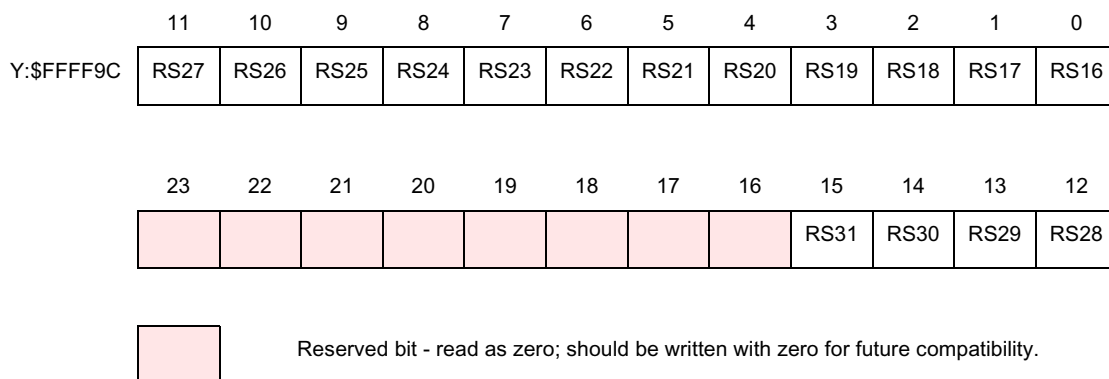 11 10 9 8 7 6 5 4 3 2 1 0
Y:$FFFF9C RS27 RS26 RS25 RS24 RS23 RS22 RS21 RS20 RS19 RS18 RS17 RS16
23 22 21 20 19 18 17 16 15 14 13 12
RS31 RS30 RS29 RS28
Reserved bit - read as zero; should be written with zero for future compatibility.